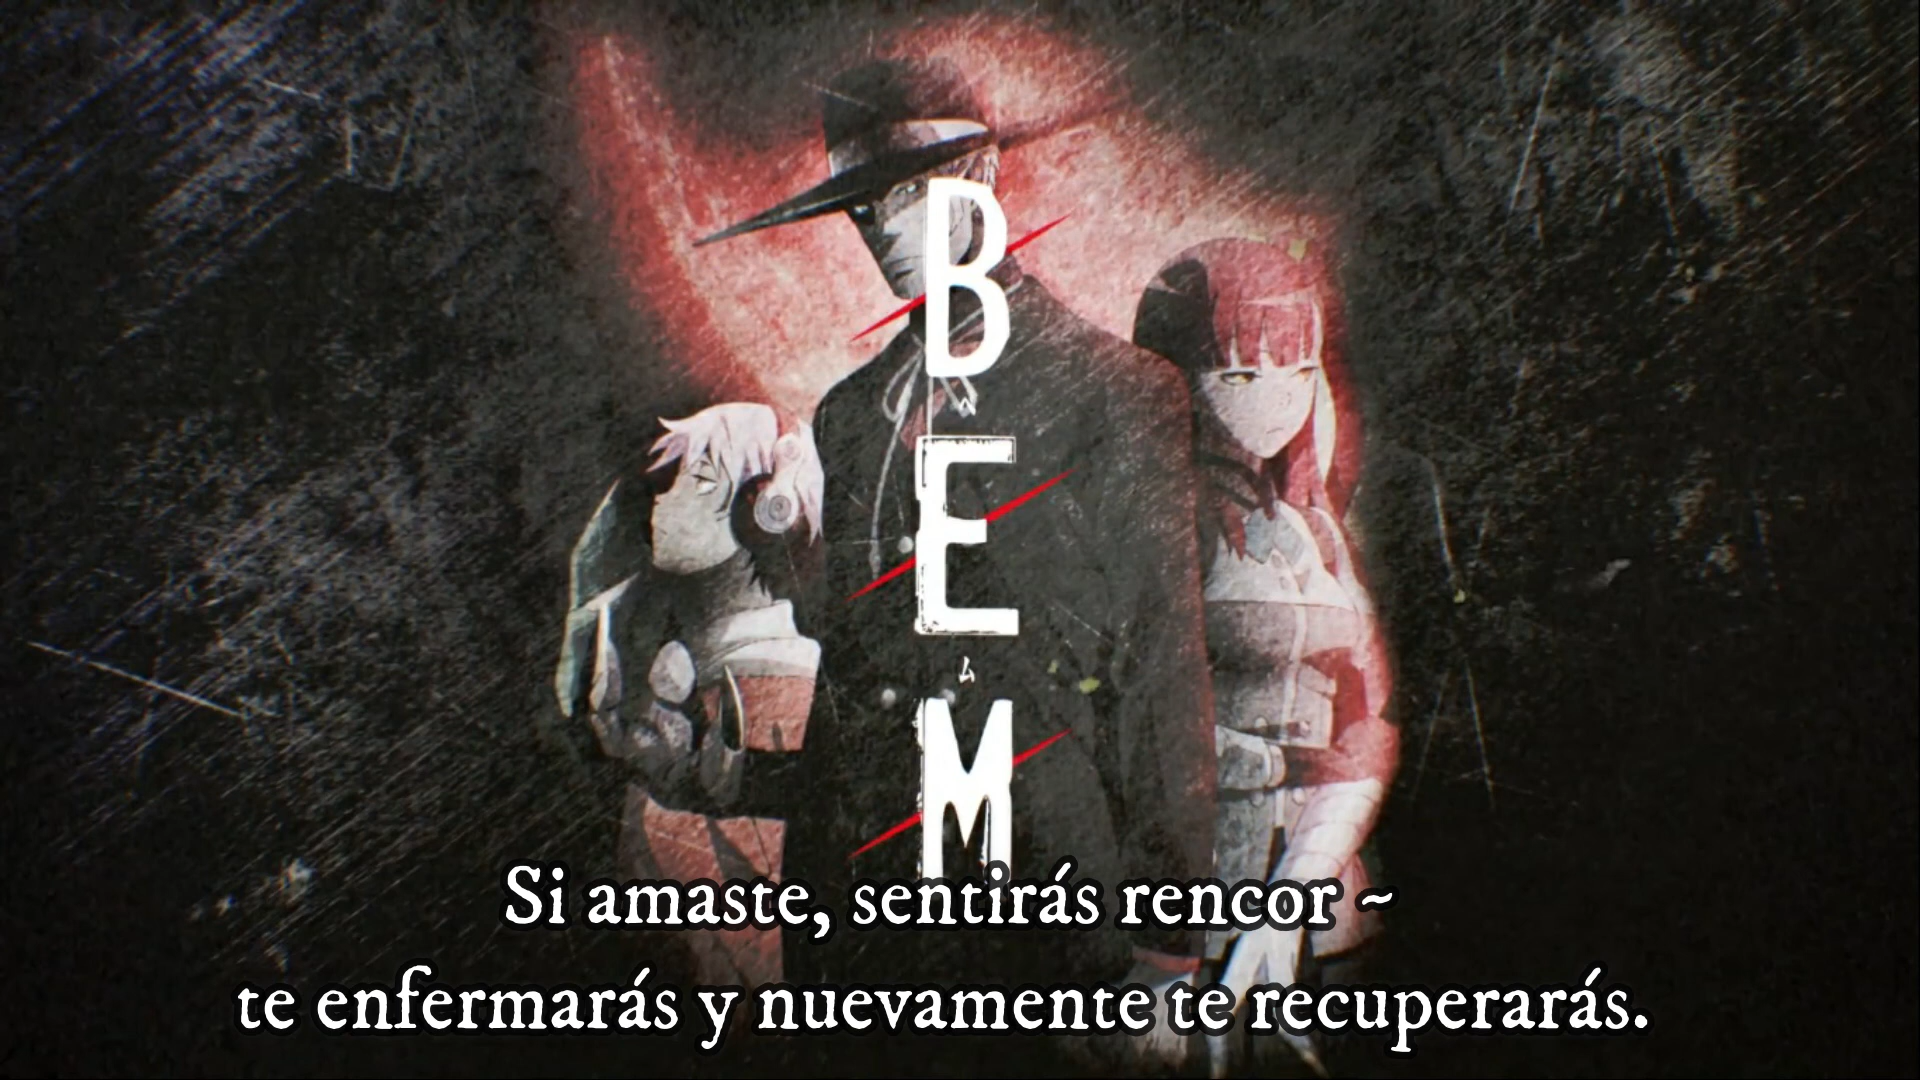 B
E
ム
M
Si amaste, sentirás rencor ~
te enfermarás y nuevamente te recuperarás.